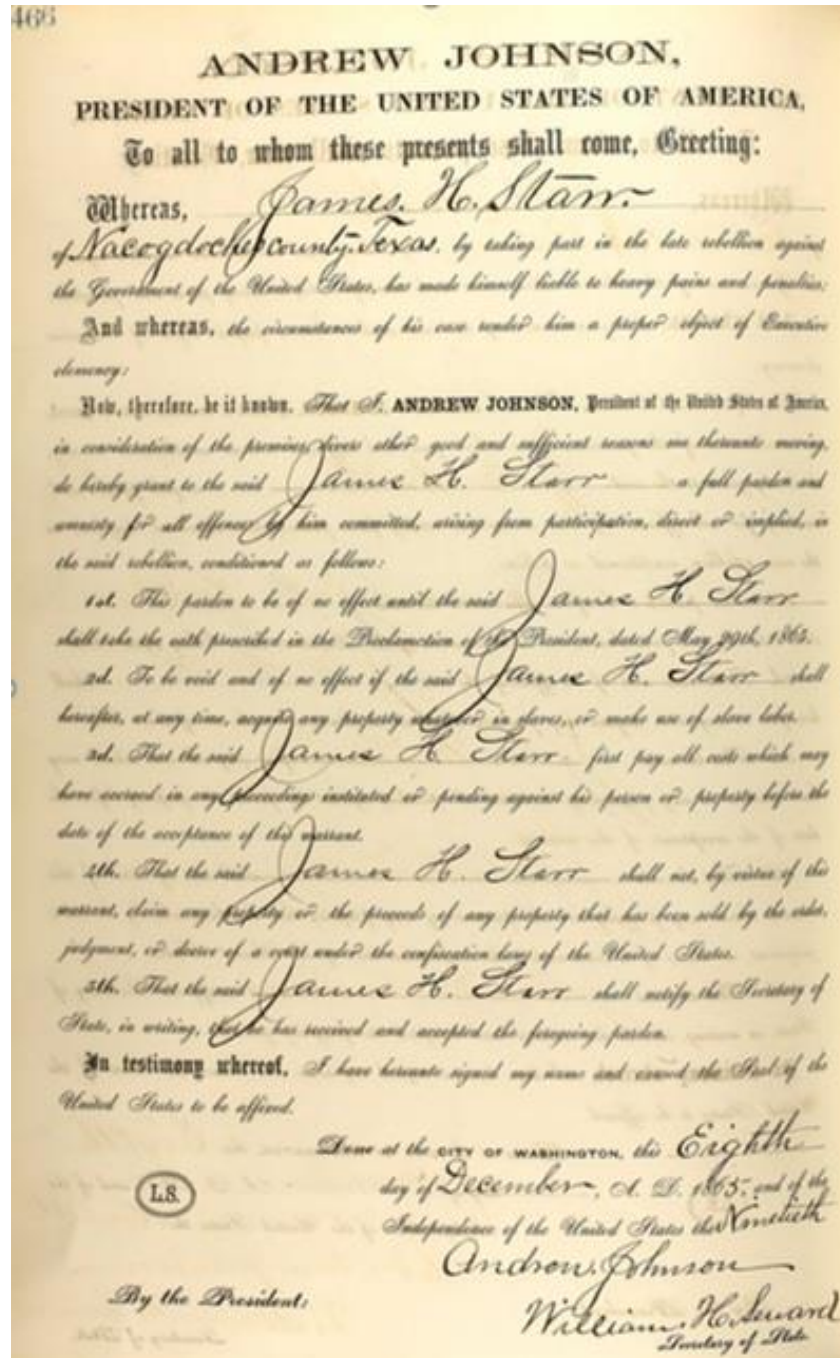 466
ANDREW JOHNSON,
PRESIDENT OF THE UNITED STATES OF AMERICA,
To all to whom these presents shall come, Greeting:
Whereas, James. H. Starr.
of Nacogdoches county. Texas, by taking part in the late rebellion against
the Government of the United States, has made himself liable to heavy pains and penalties;
And whereas, the circumstances of his case render him a proper object of Executive
clemency;
Now, therefore, be it known, That I, ANDREW JOHNSON, President of the United States of America,
in consideration of the premises, divers other good and sufficient reasons me thereunto moving,
do hereby grant to the said James H. Starr a full pardon and
amnesty for all offences by him committed, arising from participation, direct or implied, in
the said rebellion, conditioned as follows:
1st. This pardon to be of no effect until the said James H. Starr
shall take the oath prescribed in the Proclamation of the President, dated May 29th, 1865.
2d. To be void and of no effect if the said James H. Starr shall
hereafter, at any time, acquire any property whatever in slaves, or make use of slave labor.
3d. That the said James H Starr first pay all costs which may
have accrued in any proceeding instituted or pending against his person or property before the
date of the acceptance of this warrant.
4th. That the said James H. Starr shall not, by virtue of this
warrant, claim any property or the proceeds of any property that has been sold by the order,
judgment, or decree of a court under the confiscation laws of the United States.
5th. That the said James H. Starr shall notify the Secretary of
State, in writing, that he has received and accepted the foregoing pardon.
In testimony whereof, I have hereunto signed my name and caused the Seal of the
United States to be affixed.
Done at the CITY OF WASHINGTON, this Eighth
day of December, A. D. 1865, and of the
L.S.
Independence of the United States the Ninetieth
Andrew Johnson
By the President:
William. H. Seward
Secretary of State